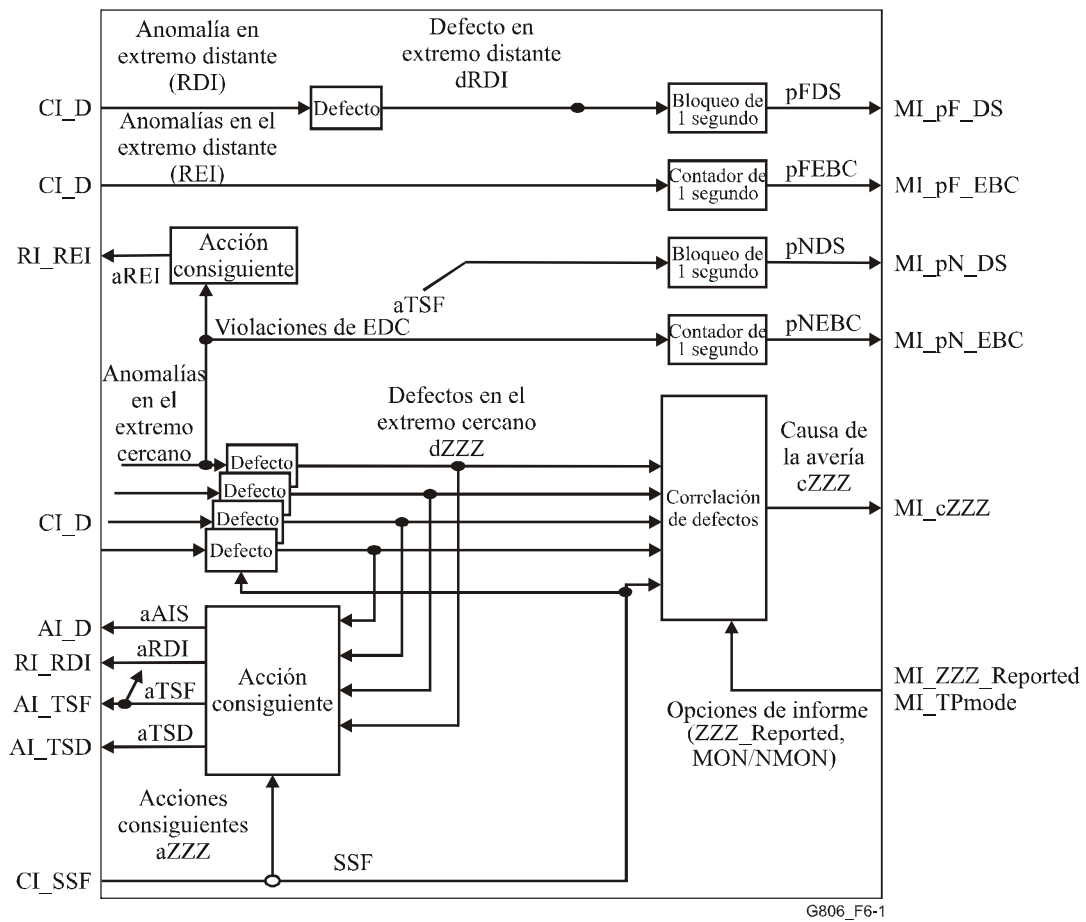 Anomalía en
extremo distante
(RDI)
Defecto en
extremo distante
dRDI
CI_D
Defecto
Bloqueo de
1 segundo
pFDS
MI_pF_DS
Anomalías en el
extremo distante
(REI)
CI_D
Contador de
1 segundo
pFEBC
MI_pF_EBC
RI_REI
aREI
Acción
consiguiente
aTSF
Bloqueo de
1 segundo
pNDS
MI_pN_DS
Violaciones de EDC
Contador de
1 segundo
pNEBC
MI_pN_EBC
Anomalías
en el
extremo
cercano
Defectos en el
extremo cercano
dZZZ
Defecto
Defecto
Defecto
Defecto
CI_D
Correlación
de defectos
Causa de
la avería
cZZZ
MI_cZZZ
AI_D
aAIS
RI_RDI
aRDI
AI_TSF
aTSF
AI_TSD
aTSD
Acción
consiguiente
MI_ZZZ_Reported
MI_TPmode
Opciones de informe
(ZZZ_Reported,
MON/NMON)
Acciones
consiguientes
aZZZ
SSF
CI_SSF
G806_F6-1